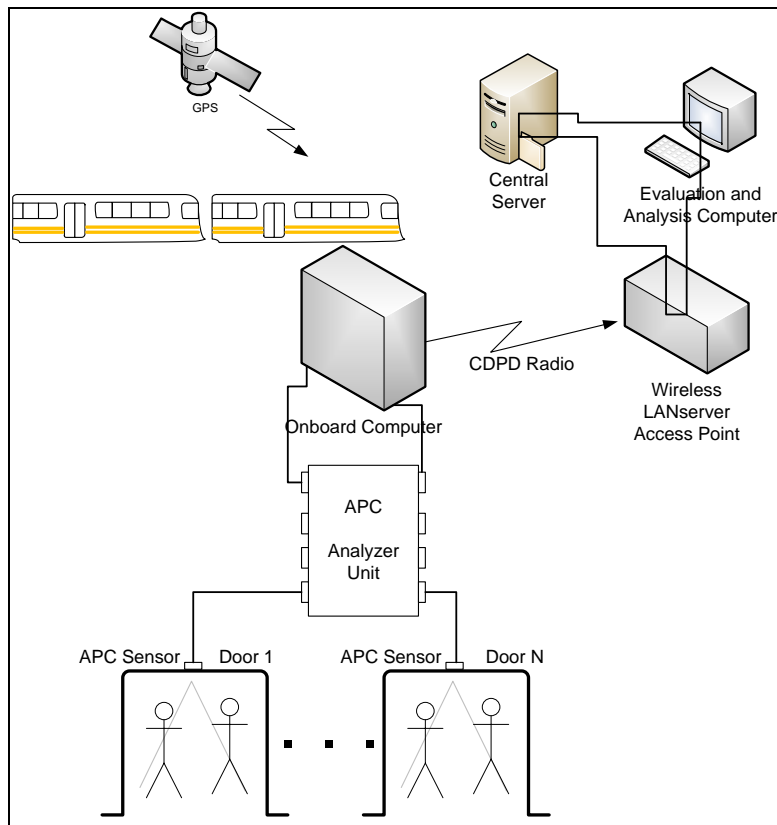 GPS
Central
Server
Evaluation and
Analysis Computer
CDPD Radio
Wireless
LANserver
Access Point
Onboard Computer
APC
Analyzer
Unit
APC Sensor
Door 1
APC Sensor
Door N